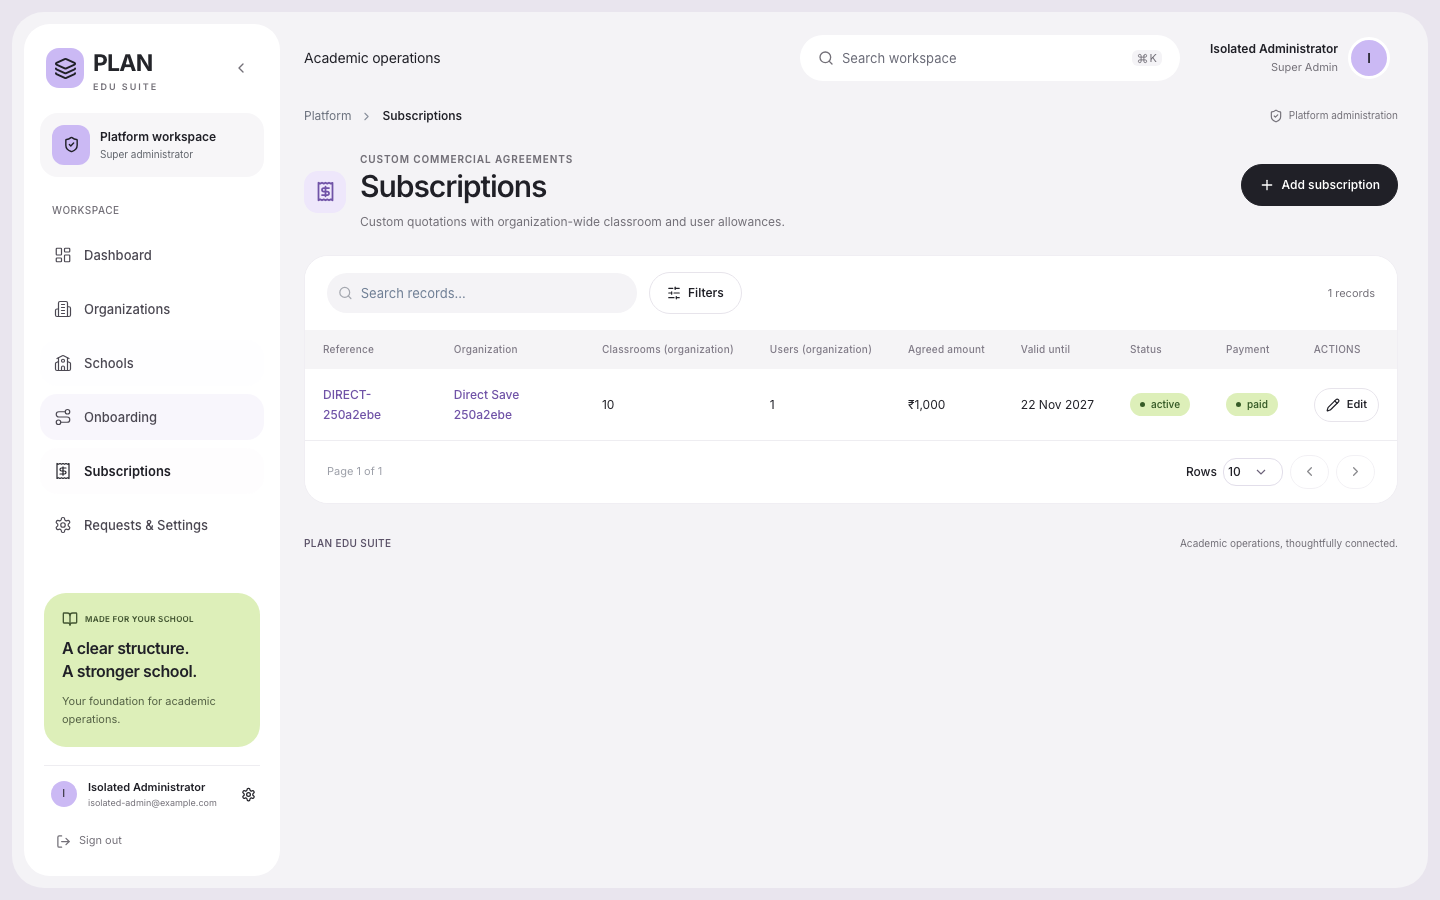 PLAN
EDU SUITE
Platform workspace
Super administrator
WORKSPACE
Dashboard
Organizations
Schools
Onboarding
Subscriptions
Requests & Settings
MADE FOR YOUR SCHOOL
A clear structure.
A stronger school.
Your foundation for academic
operations.
I
Isolated Administrator
isolated-admin@example.com
Sign out
Academic operations
Search workspace
⌘K
Isolated Administrator
Super Admin
I
Platform > Subscriptions
Platform administration
CUSTOM COMMERCIAL AGREEMENTS
Subscriptions
Custom quotations with organization-wide classroom and user allowances.
+ Add subscription
Search records...
Filters
1 records
Reference Organization Classrooms (organization) Users (organization) Agreed amount Valid until Status Payment ACTIONS
DIRECT-
250a2ebe
Direct Save
250a2ebe
10
1
₹1,000
22 Nov 2027
active
paid
Edit
Page 1 of 1
Rows 10
PLAN EDU SUITE
Academic operations, thoughtfully connected.